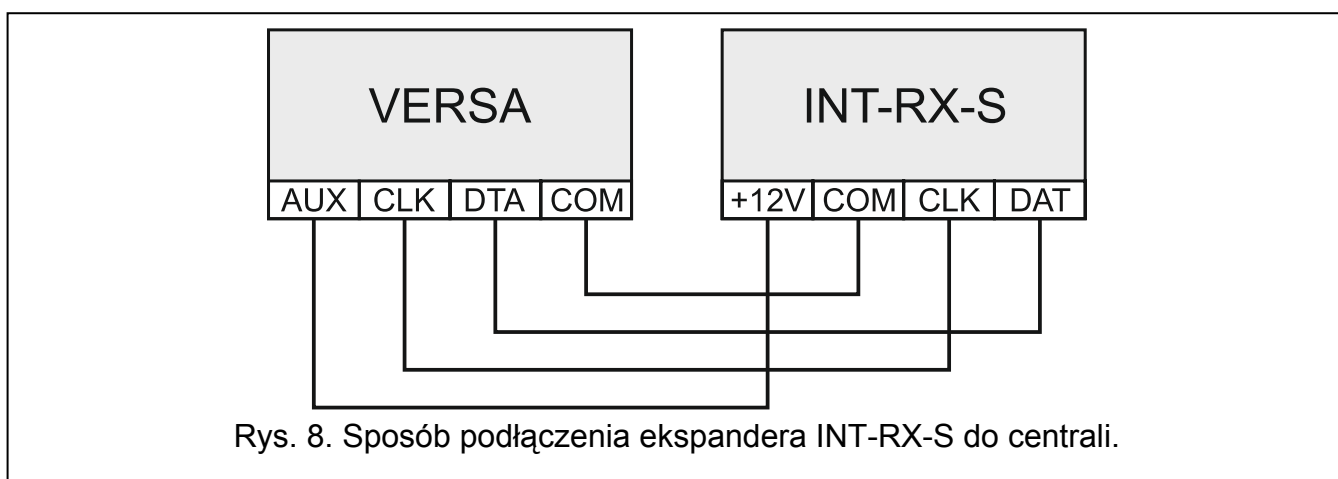 VERSA
INT-RX-S
AUX CLK DTA COM
+12V COM CLK DAT
Rys. 8. Sposób podłączenia ekspandera INT-RX-S do centrali.